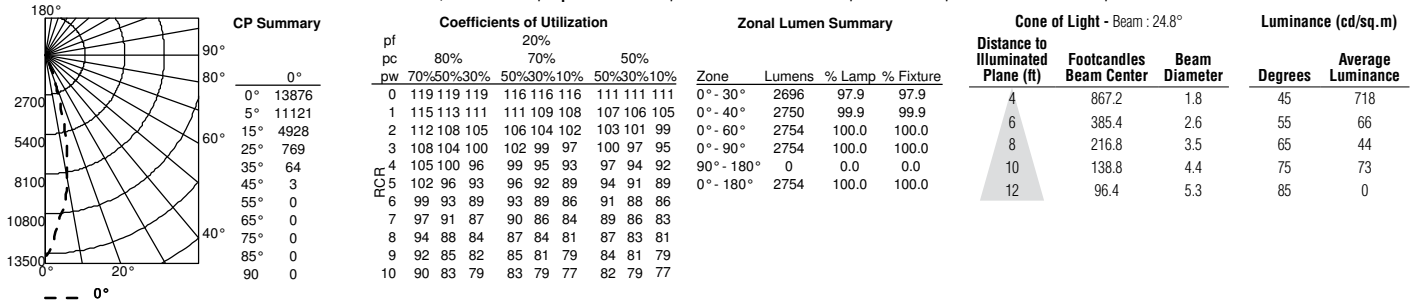 180°
90°
80°
60°
40°
20°
0°
2700
5400
8100
10800
13500
0°
CP Summary
0°
0° 13876
5° 11121
15° 4928
25° 769
35° 64
45° 3
55° 0
65° 0
75° 0
85° 0
90 0
Coefficients of Utilization
pf 20%
pc 80% 70% 50%
pw 70%50%30% 50%30%10% 50%30%10%
RCR
0 119 119 119 116 116 116 111 111 111
1 115 113 111 111 109 108 107 106 105
2 112 108 105 106 104 102 103 101 99
3 108 104 100 102 99 97 100 97 95
4 105 100 96 99 95 93 97 94 92
5 102 96 93 96 92 89 94 91 89
6 99 93 89 93 89 86 91 88 86
7 97 91 87 90 86 84 89 86 83
8 94 88 84 87 84 81 87 83 81
9 92 85 82 85 81 79 84 81 79
10 90 83 79 83 79 77 82 79 77
Zonal Lumen Summary
Zone Lumens % Lamp % Fixture
0°- 30° 2696 97.9 97.9
0°- 40° 2750 99.9 99.9
0°- 60° 2754 100.0 100.0
0°- 90° 2754 100.0 100.0
90°- 180° 0 0.0 0.0
0°- 180° 2754 100.0 100.0
Cone of Light - Beam : 24.8°
Distance to Illuminated Plane (ft) Footcandles Beam Center Beam Diameter
4 867.2 1.8
6 385.4 2.6
8 216.8 3.5
10 138.8 4.4
12 96.4 5.3
Luminance (cd/sq.m)
Degrees Average Luminance
45 718
55 66
65 44
75 73
85 0